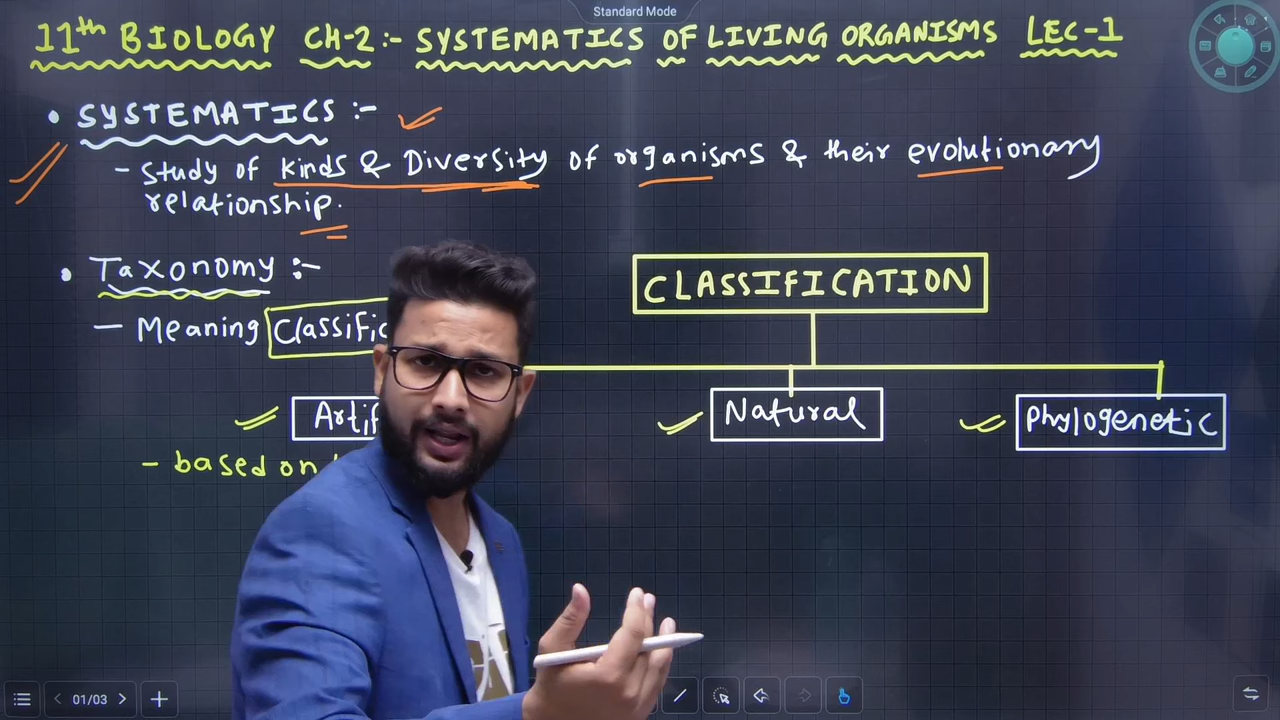 Standard Mode
11th BIOLOGY CH-2:- SYSTEMATICS OF LIVING ORGANISMS LEC-1
• SYSTEMATICS :-
- Study of kinds & Diversity of organisms & their evolutionary
relationship.
• Taxonomy :-
CLASSIFICATION
- Meaning
Natural
Phylogenetic
- based on
01/03